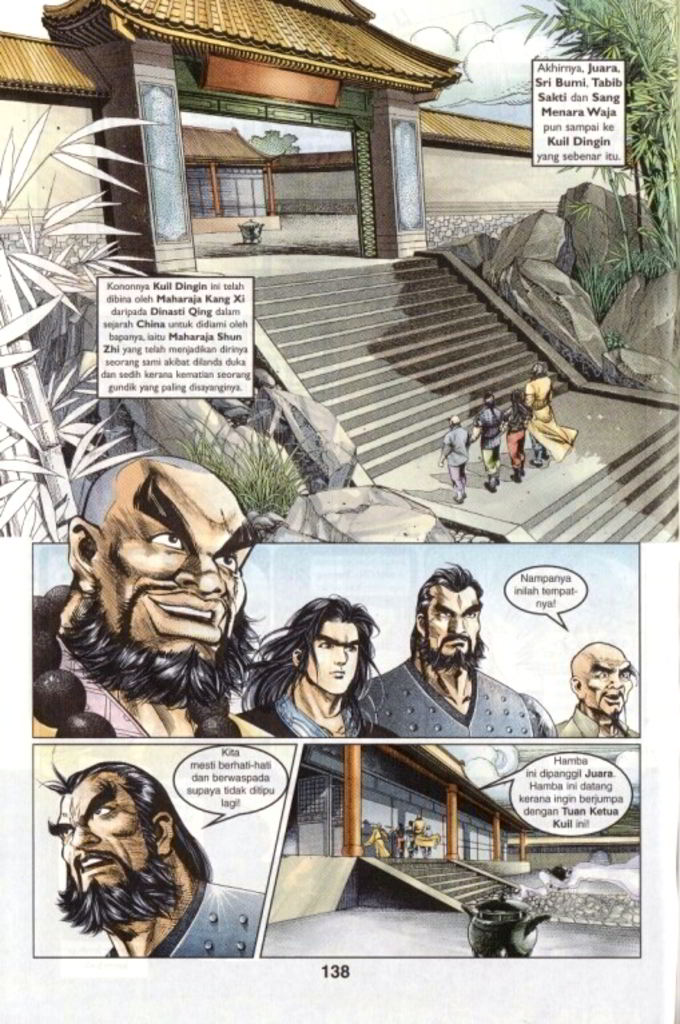 Akhirnya, Juara,
Sri Bumi, Tabib
Sakti dan Sang
Menara Waja
pun sampai ke
Kuil Dingin
yang sebenar itu.
Kononnya Kuil Dingin ini telah
dibina oleh Maharaja Kang Xi
daripada Dinasti Qing dalam
sejarah China untuk didiami oleh
bapanya, iaitu Maharaja Shun
Zhi yang telah menjadikan dirinya
seorang sami akibat dilanda duka
dan sedih kerana kematian seorang
gundik yang paling disayanginya.
Nampanya
inilah tempat-
nya!
Kita
mesti berhati-hati
dan berwaspada
supaya tidak ditipu
lagi!
Hamba
ini dipanggil Juara.
Hamba ini datang
kerana ingin berjumpa
dengan Tuan Ketua
Kuil ini!
138